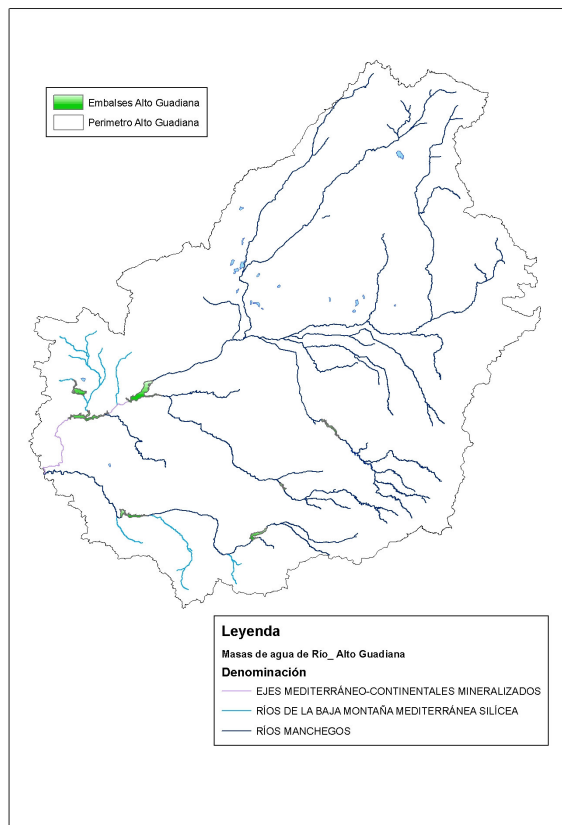 Embalses Alto Guadiana
Perimetro Alto Guadiana
Leyenda
Masas de agua de Río_ Alto Guadiana
Denominación
EJES MEDITERRÁNEO-CONTINENTALES MINERALIZADOS
RÍOS DE LA BAJA MONTAÑA MEDITERRÁNEA SILÍCEA
RÍOS MANCHEGOS